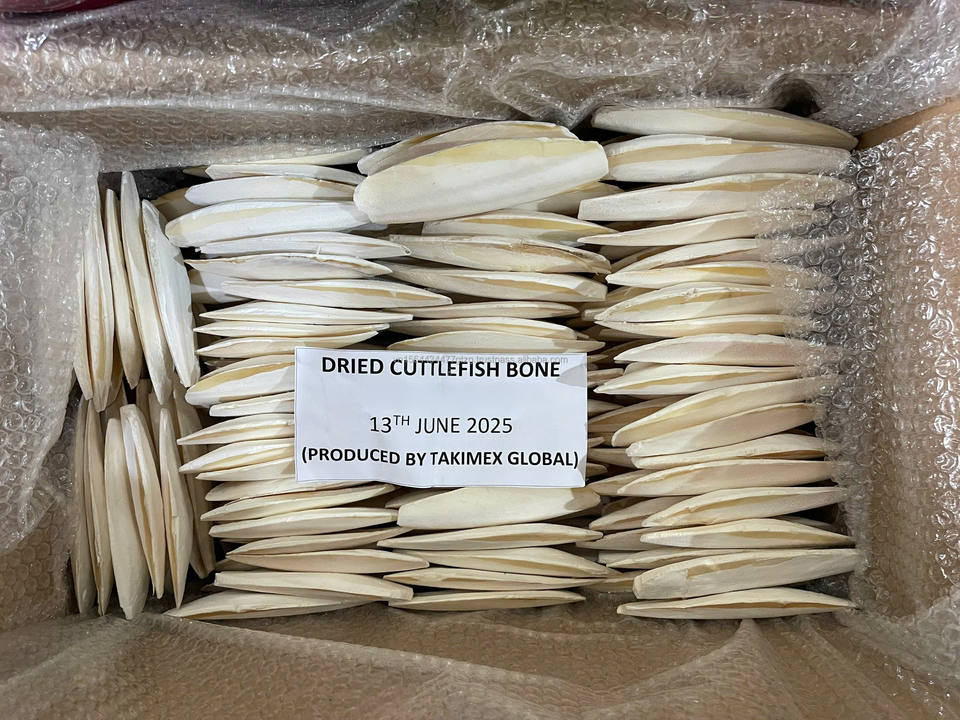 DRIED CUTTLEFISH BONE
13TH JUNE 2025
(PRODUCED BY TAKIMEX GLOBAL)